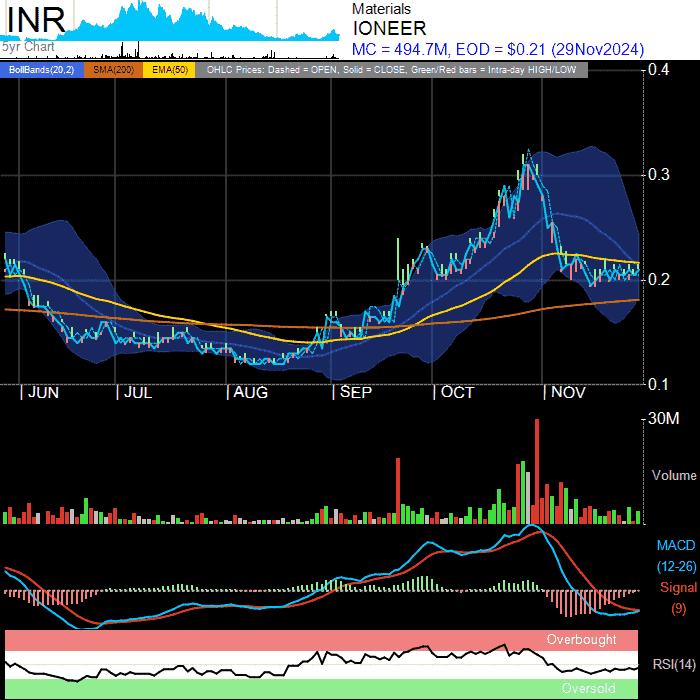 INR
5yr Chart
Materials
IONEER
MC = 494.7M, EOD = $0.21 (29Nov2024)
BollBands(20,2) SMA(200) EMA(50) OHLC Prices: Dashed = OPEN, Solid = CLOSE, Green/Red bars = Intra-day HIGH/LOW
0.4
0.3
0.2
0.1
| JUN | JUL | AUG | SEP | OCT | NOV
30M
Volume
MACD
(12-26)
Signal
(9)
Overbought
RSI(14)
Oversold